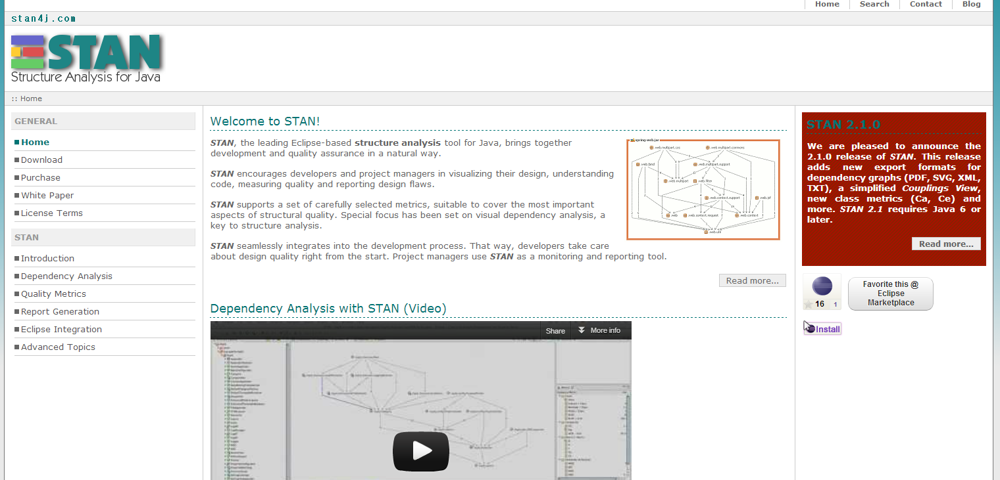 Home Search Contact Blog
stan4j.com
STAN
Structure Analysis for Java
:: Home
GENERAL
Home
Download
Purchase
White Paper
License Terms
STAN
Introduction
Dependency Analysis
Quality Metrics
Report Generation
Eclipse Integration
Advanced Topics
Welcome to STAN!
STAN, the leading Eclipse-based structure analysis tool for Java, brings together
development and quality assurance in a natural way.
STAN encourages developers and project managers in visualizing their design, understanding
code, measuring quality and reporting design flaws.
STAN supports a set of carefully selected metrics, suitable to cover the most important
aspects of structural quality. Special focus has been set on visual dependency analysis, a
key to structure analysis.
STAN seamlessly integrates into the development process. That way, developers take care
about design quality right from the start. Project managers use STAN as a monitoring and reporting tool.
spring-web.jar
.web.multipart.cos .web.multipart.commons
.web.bind .web.multipart.support
.web.multipart .web.filter
.web.context.support .web.jsf
.web .web.context.request .web.context
.web.util
Read more...
Dependency Analysis with STAN (Video)
Share More info
STAN 2.1.0
We are pleased to announce the
2.1.0 release of STAN. This release
adds new export formats for
dependency graphs (PDF, SVG, XML,
TXT), a simplified Couplings View,
new class metrics (Ca, Ce) and
more. STAN 2.1 requires Java 6 or
later.
Read more...
16 1
Favorite this @
Eclipse
Marketplace
Install